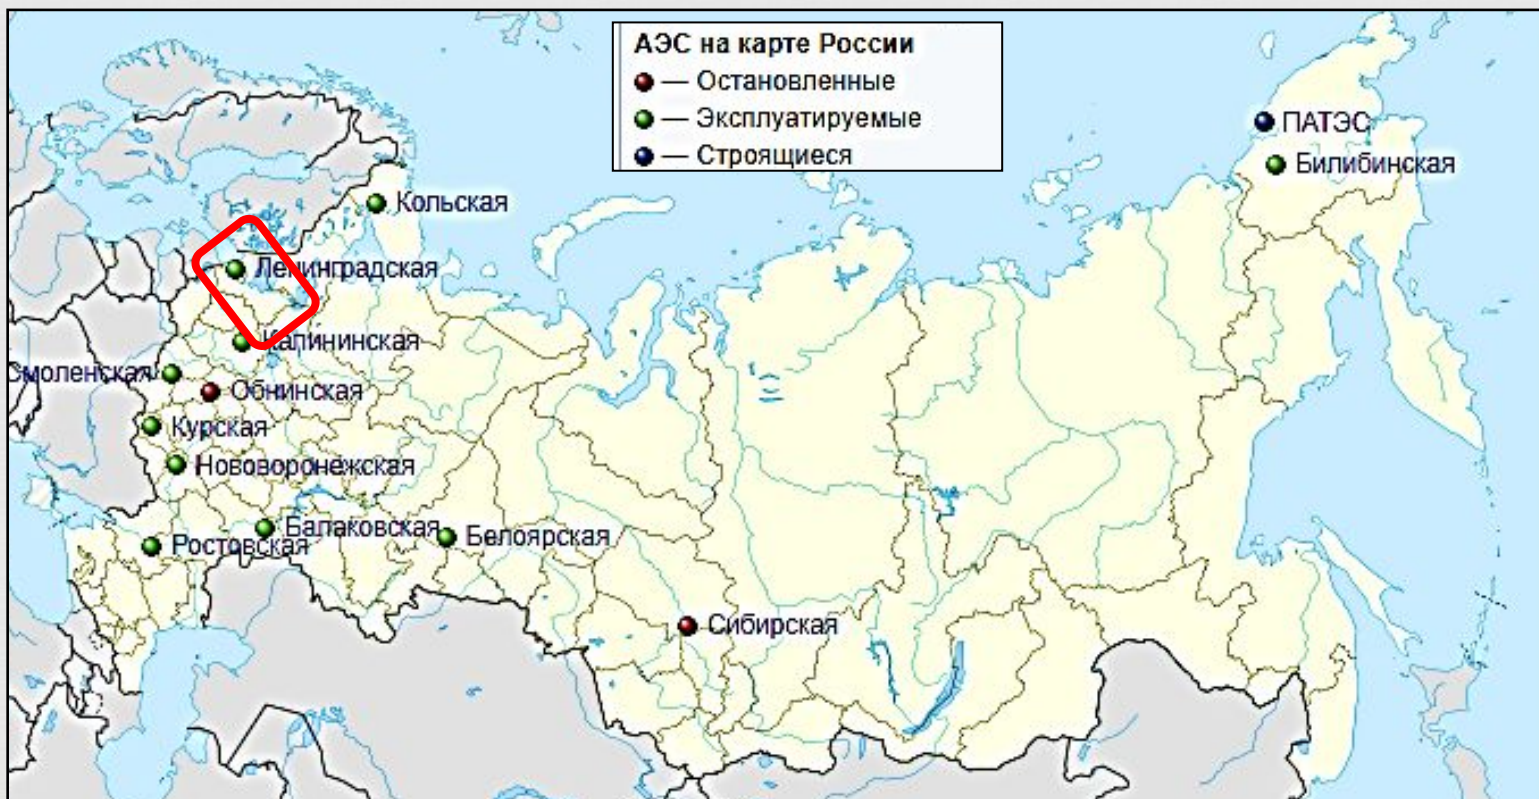 АЭС на карте России
— Остановленные
— Эксплуатируемые
— Строящиеся
ПАТЭС
Билибинская
Кольская
Ленинградская
Калининская
Смоленская
Обнинская
Курская
Нововоронежская
Балаковская
Белоярская
Ростовская
Сибирская